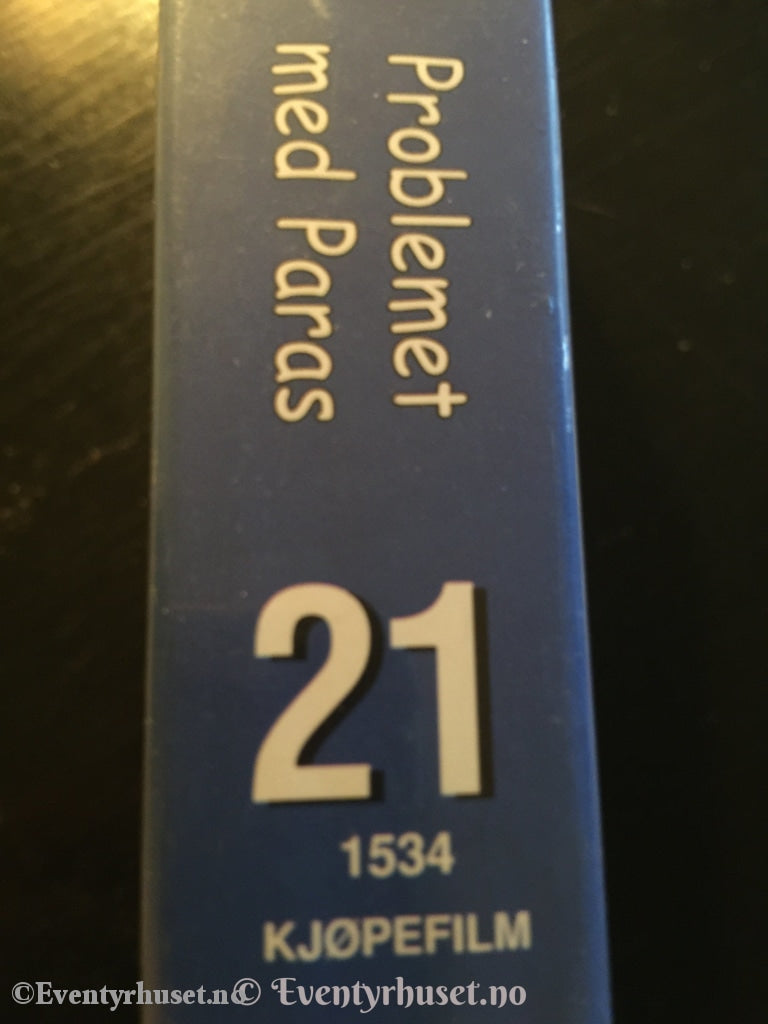 Problemet
med Paras
21
1534
KJØPEFILM
©Eventyrhuset.no
© Eventyrhuset.no